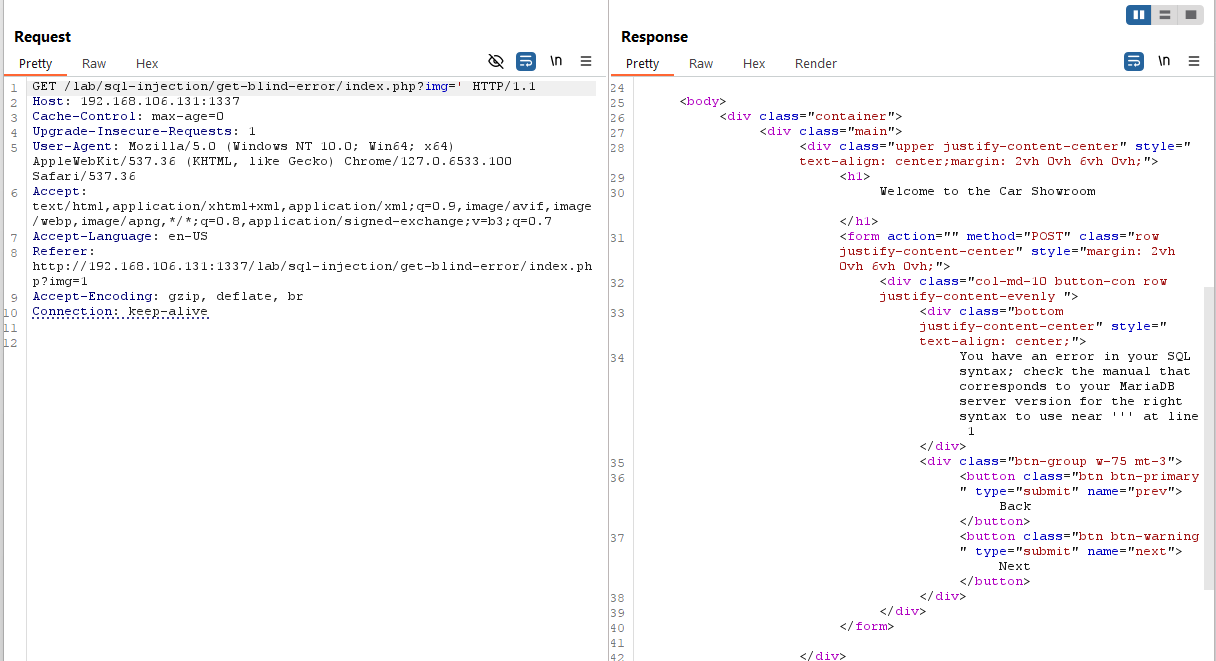 Request
Pretty Raw Hex \n
1 GET /lab/sql-injection/get-blind-error/index.php?img=' HTTP/1.1
2 Host: 192.168.106.131:1337
3 Cache-Control: max-age=0
4 Upgrade-Insecure-Requests: 1
5 User-Agent: Mozilla/5.0 (Windows NT 10.0; Win64; x64)
AppleWebKit/537.36 (KHTML, like Gecko) Chrome/127.0.6533.100
Safari/537.36
6 Accept:
text/html,application/xhtml+xml,application/xml;q=0.9,image/avif,image
/webp,image/apng,*/*;q=0.8,application/signed-exchange;v=b3;q=0.7
7 Accept-Language: en-US
8 Referer:
http://192.168.106.131:1337/lab/sql-injection/get-blind-error/index.ph
p?img=1
9 Accept-Encoding: gzip, deflate, br
10 Connection: keep-alive
11
12
Response
Pretty Raw Hex Render \n
24
25 <body>
26 <div class="container">
27 <div class="main">
28 <div class="upper justify-content-center" style="
text-align: center;margin: 2vh 0vh 6vh 0vh;">
29 <h1>
30 Welcome to the Car Showroom
</h1>
31 <form action="" method="POST" class="row
justify-content-center" style="margin: 2vh
0vh 6vh 0vh;">
32 <div class="col-md-10 button-con row
justify-content-evenly ">
33 <div class="bottom
justify-content-center" style="
text-align: center;">
34 You have an error in your SQL
syntax; check the manual that
corresponds to your MariaDB
server version for the right
syntax to use near ''' at line
1
</div>
35 <div class="btn-group w-75 mt-3">
36 <button class="btn btn-primary
" type="submit" name="prev">
Back
</button>
37 <button class="btn btn-warning
" type="submit" name="next">
Next
</button>
38 </div>
39 </div>
40 </form>
41
42 </div>